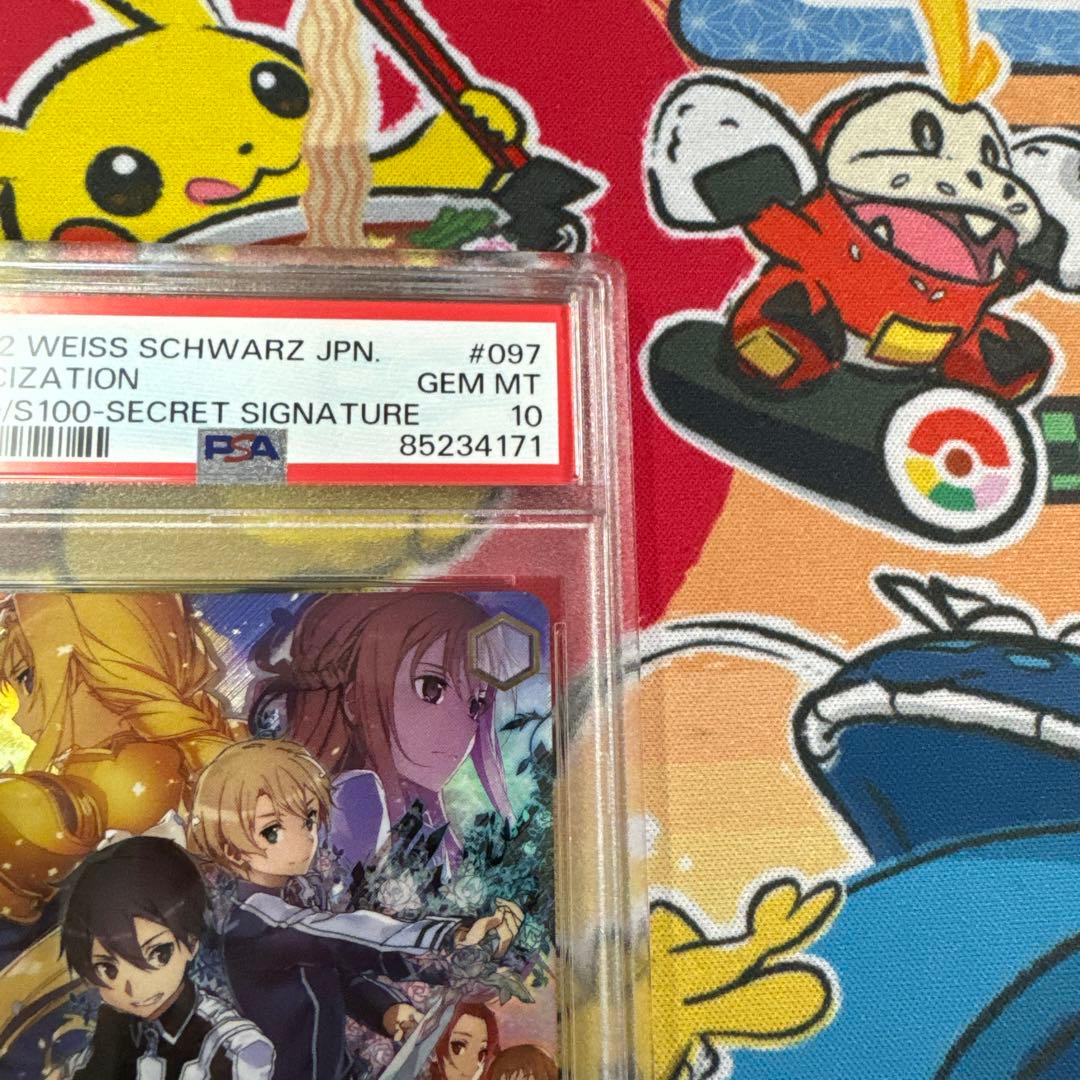 2 WEISS SCHWARZ JPN. #097
CIZATION GEM MT
/S100-SECRET SIGNATURE 10
PSA 85234171